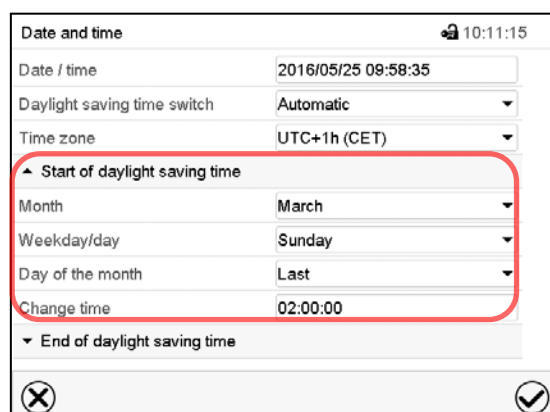 Date and time 10:11:15
Date / time 2016/05/25 09:58:35
Daylight saving time switch Automatic
Time zone UTC+1h (CET)
Start of daylight saving time
Month March
Weekday/day Sunday
Day of the month Last
Change time 02:00:00
End of daylight saving time